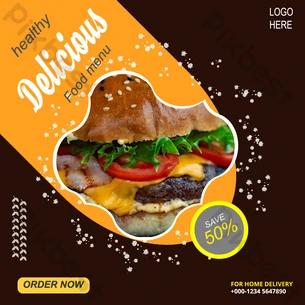 LOGO
HERE
healthy
Delicious
Food menu
SAVE
50%
ORDER NOW
FOR HOME DELIVERY
+000-1234 5647890